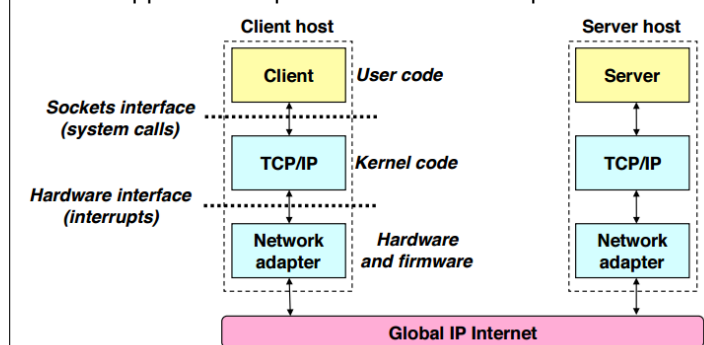 Client host
Server host
Client
User code
Server
Sockets interface
(system calls)
TCP/IP
Kernel code
TCP/IP
Hardware interface
(interrupts)
Network
adapter
Hardware
and firmware
Network
adapter
Global IP Internet